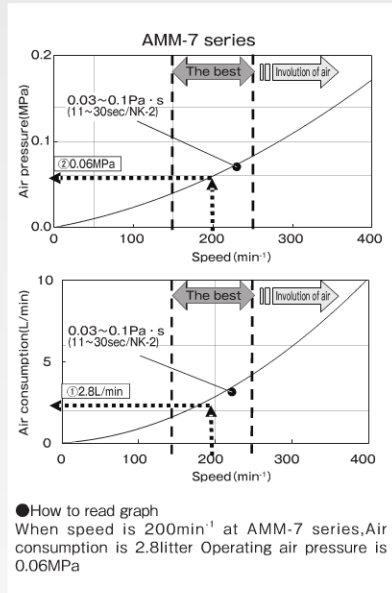 AMM-7 series
The best
Involution of air
0.2
0.03~0.1Pa・s
(11~30sec/NK-2)
Air pressure(MPa)
0.1
②0.06MPa
0.0
0 100 200 300 400
Speed(min-1)
10
The best
Involution of air
0.03~0.1Pa・s
(11~30sec/NK-2)
Air consumption(L/min)
5
①2.8L/min
0
0 100 200 300 400
Speed(min-1)
●How to read graph
When speed is 200min-1 at AMM-7 series,Air
consumption is 2.8litter Operating air pressure is
0.06MPa